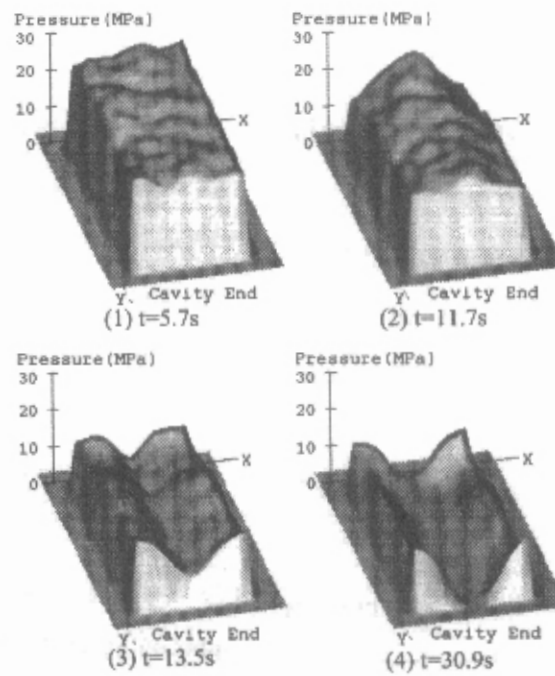 Pressure(MPa)
30
20
10
0
X
Y
Cavity End
(1) t=5.7s
Pressure(MPa)
30
20
10
0
X
Y
Cavity End
(2) t=11.7s
Pressure(MPa)
30
20
10
0
X
Y
Cavity End
(3) t=13.5s
Pressure(MPa)
30
20
10
0
X
Y
Cavity End
(4) t=30.9s